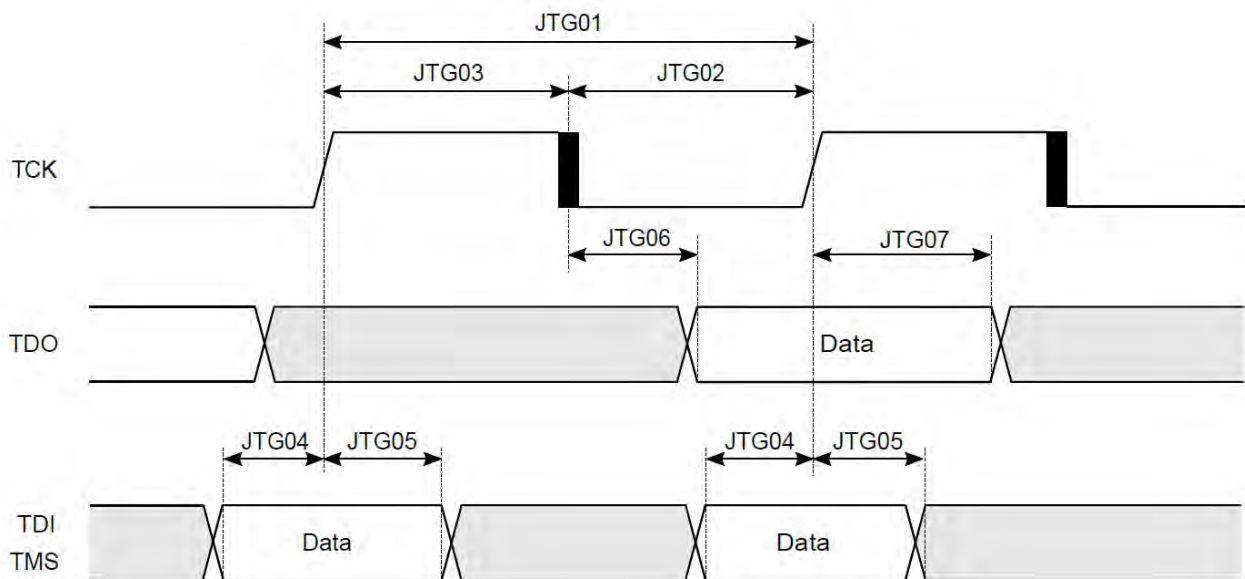 JTG01
JTG03 JTG02
TCK
JTG06 JTG07
TDO Data
JTG04 JTG05 JTG04 JTG05
TDI
Data Data
TMS